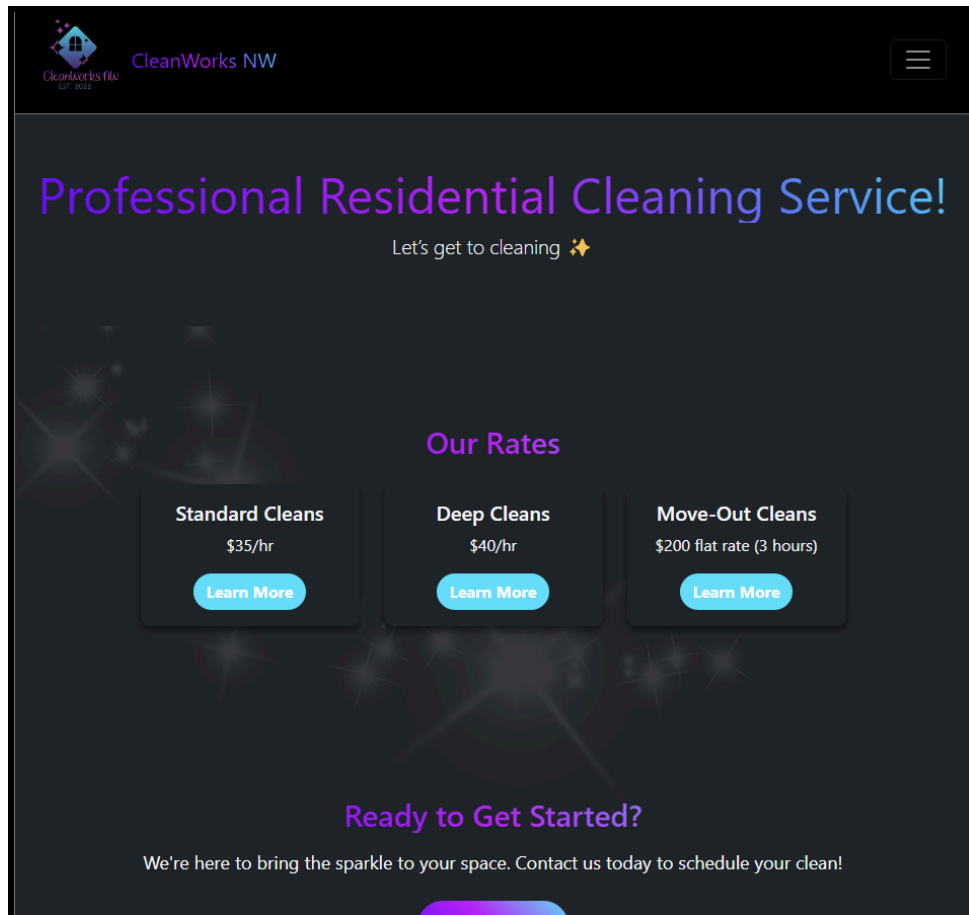 CleanWorks NW
EST. 2022
CleanWorks NW
Professional Residential Cleaning Service!
Let's get to cleaning ✨
Our Rates
Standard Cleans
$35/hr
Learn More
Deep Cleans
$40/hr
Learn More
Move-Out Cleans
$200 flat rate (3 hours)
Learn More
Ready to Get Started?
We're here to bring the sparkle to your space. Contact us today to schedule your clean!